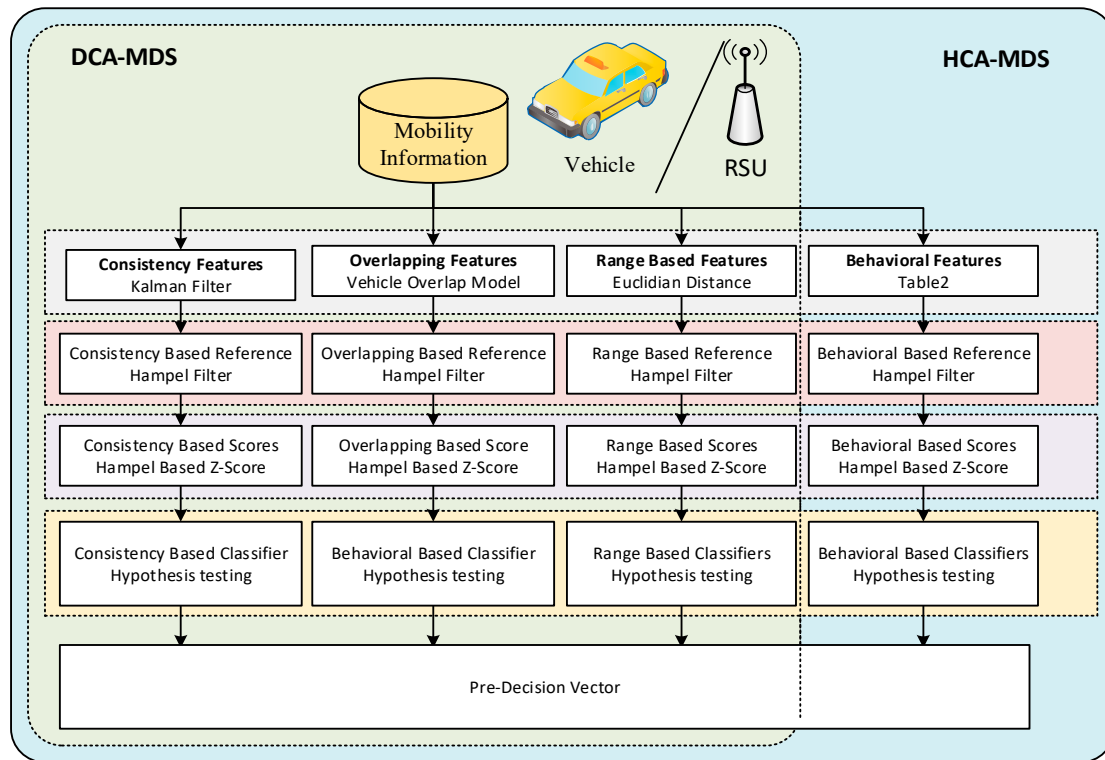 DCA-MDS
HCA-MDS
Mobility
Information
Vehicle
RSU
Consistency Features
Kalman Filter
Overlapping Features
Vehicle Overlap Model
Range Based Features
Euclidian Distance
Behavioral Features
Table2
Consistency Based Reference
Hampel Filter
Overlapping Based Reference
Hampel Filter
Range Based Reference
Hampel Filter
Behavioral Based Reference
Hampel Filter
Consistency Based Scores
Hampel Based Z-Score
Overlapping Based Score
Hampel Based Z-Score
Range Based Scores
Hampel Based Z-Score
Behavioral Based Scores
Hampel Based Z-Score
Consistency Based Classifier
Hypothesis testing
Behavioral Based Classifier
Hypothesis testing
Range Based Classifiers
Hypothesis testing
Behavioral Based Classifiers
Hypothesis testing
Pre-Decision Vector